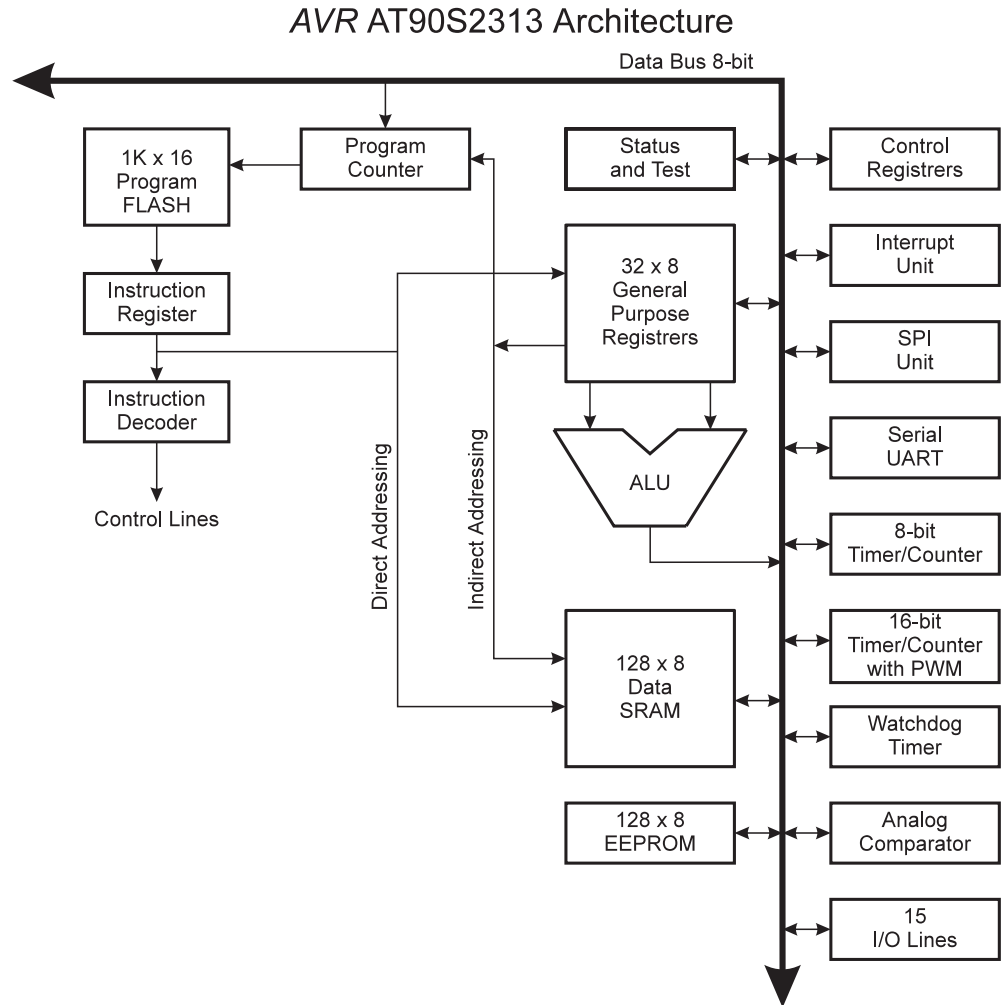 AVR AT90S2313 Architecture
Data Bus 8-bit
1K x 16
Program
FLASH
Program
Counter
Status
and Test
Control
Registrers
Instruction
Register
32 x 8
General
Purpose
Registrers
Interrupt
Unit
SPI
Unit
Instruction
Decoder
Control Lines
Direct Addressing
Indirect Addressing
ALU
Serial
UART
8-bit
Timer/Counter
128 x 8
Data
SRAM
16-bit
Timer/Counter
with PWM
Watchdog
Timer
128 x 8
EEPROM
Analog
Comparator
15
I/O Lines